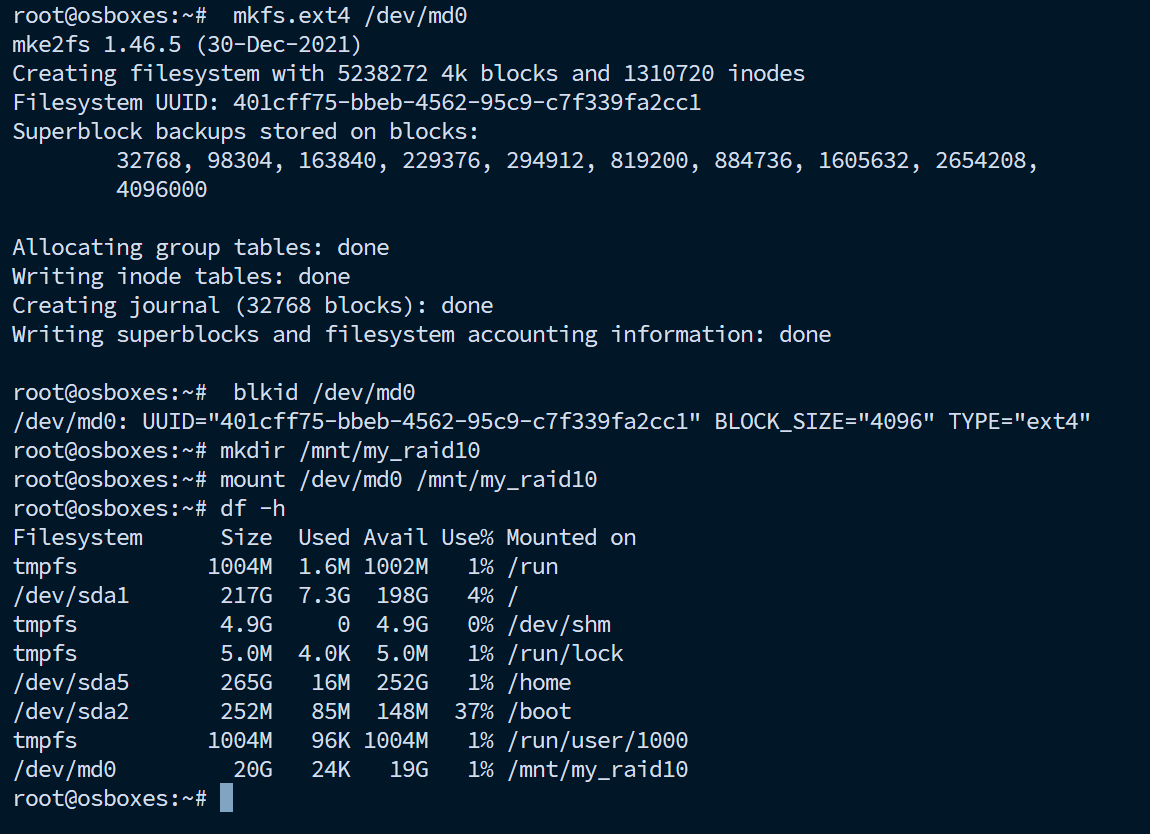 root@osboxes:~#  mkfs.ext4 /dev/md0
mke2fs 1.46.5 (30-Dec-2021)
Creating filesystem with 5238272 4k blocks and 1310720 inodes
Filesystem UUID: 401cff75-bbeb-4562-95c9-c7f339fa2cc1
Superblock backups stored on blocks:
        32768, 98304, 163840, 229376, 294912, 819200, 884736, 1605632, 2654208,
        4096000

Allocating group tables: done
Writing inode tables: done
Creating journal (32768 blocks): done
Writing superblocks and filesystem accounting information: done

root@osboxes:~#  blkid /dev/md0
/dev/md0: UUID="401cff75-bbeb-4562-95c9-c7f339fa2cc1" BLOCK_SIZE="4096" TYPE="ext4"
root@osboxes:~# mkdir /mnt/my_raid10
root@osboxes:~# mount /dev/md0 /mnt/my_raid10
root@osboxes:~# df -h
Filesystem      Size  Used Avail Use% Mounted on
tmpfs          1004M  1.6M 1002M   1% /run
/dev/sda1       217G  7.3G  198G   4% /
tmpfs           4.9G     0  4.9G   0% /dev/shm
tmpfs           5.0M  4.0K  5.0M   1% /run/lock
/dev/sda5       265G   16M  252G   1% /home
/dev/sda2       252M   85M  148M  37% /boot
tmpfs          1004M   96K 1004M   1% /run/user/1000
/dev/md0         20G   24K   19G   1% /mnt/my_raid10
root@osboxes:~#